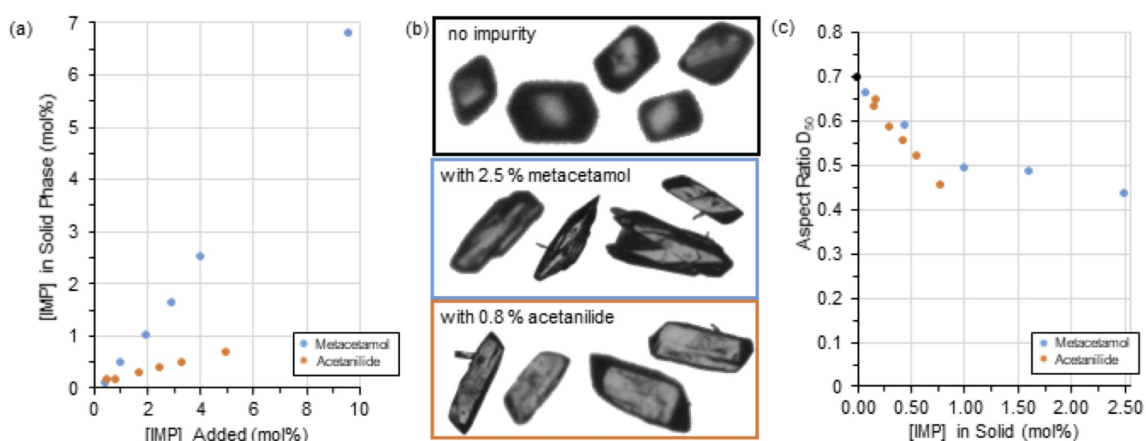 (a)
7
6
5
4
3
2
1
0
0 2 4 6 8 10
[IMP] in Solid Phase (mol%)
[IMP] Added (mol%)
Metacetamol
Acetanilide
(b)
no impurity
with 2.5 % metacetamol
with 0.8 % acetanilide
(c)
0.8
0.7
0.6
0.5
0.4
0.3
0.2
0.1
0
0.00 0.50 1.00 1.50 2.00 2.50
Aspect Ratio D50
[IMP] in Solid (mol%)
Metacetamol
Acetanilide